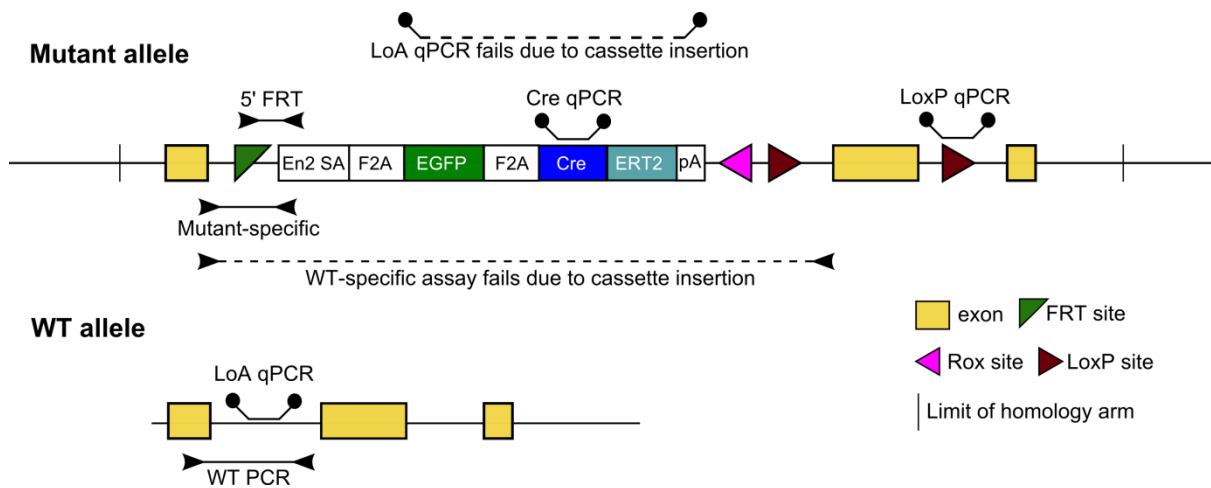 LoA qPCR fails due to cassette insertion
Mutant allele
5' FRT
Cre qPCR
LoxP qPCR
En2 SA F2A EGFP F2A Cre ERT2 pA
Mutant-specific
WT-specific assay fails due to cassette insertion
WT allele
LoA qPCR
WT PCR
exon FRT site
Rox site LoxP site
Limit of homology arm